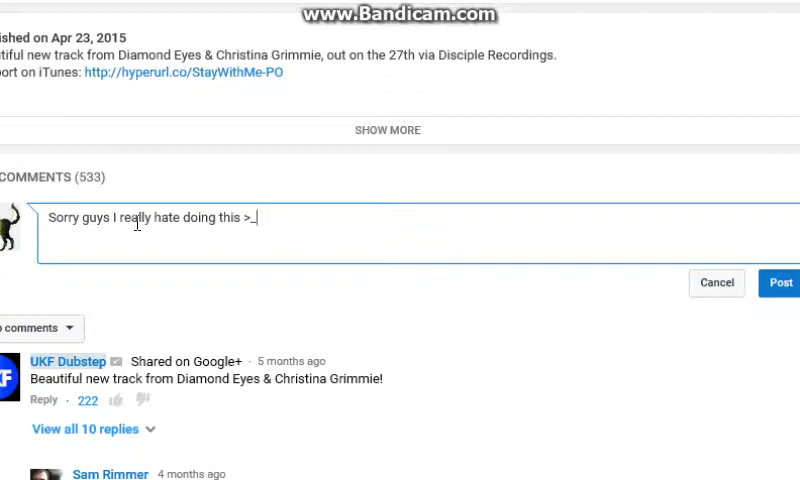 www.Bandicam.com
ished on Apr 23, 2015
tiful new track from Diamond Eyes & Christina Grimmie, out on the 27th via Disciple Recordings.
ort on iTunes: http://hyperurl.co/StayWithMe-PO
SHOW MORE
COMMENTS (533)
Sorry guys I really hate doing this >_
Cancel Post
comments
UKF Dubstep Shared on Google+ · 5 months ago
Beautiful new track from Diamond Eyes & Christina Grimmie!
Reply · 222
View all 10 replies
Sam Rimmer 4 months ago